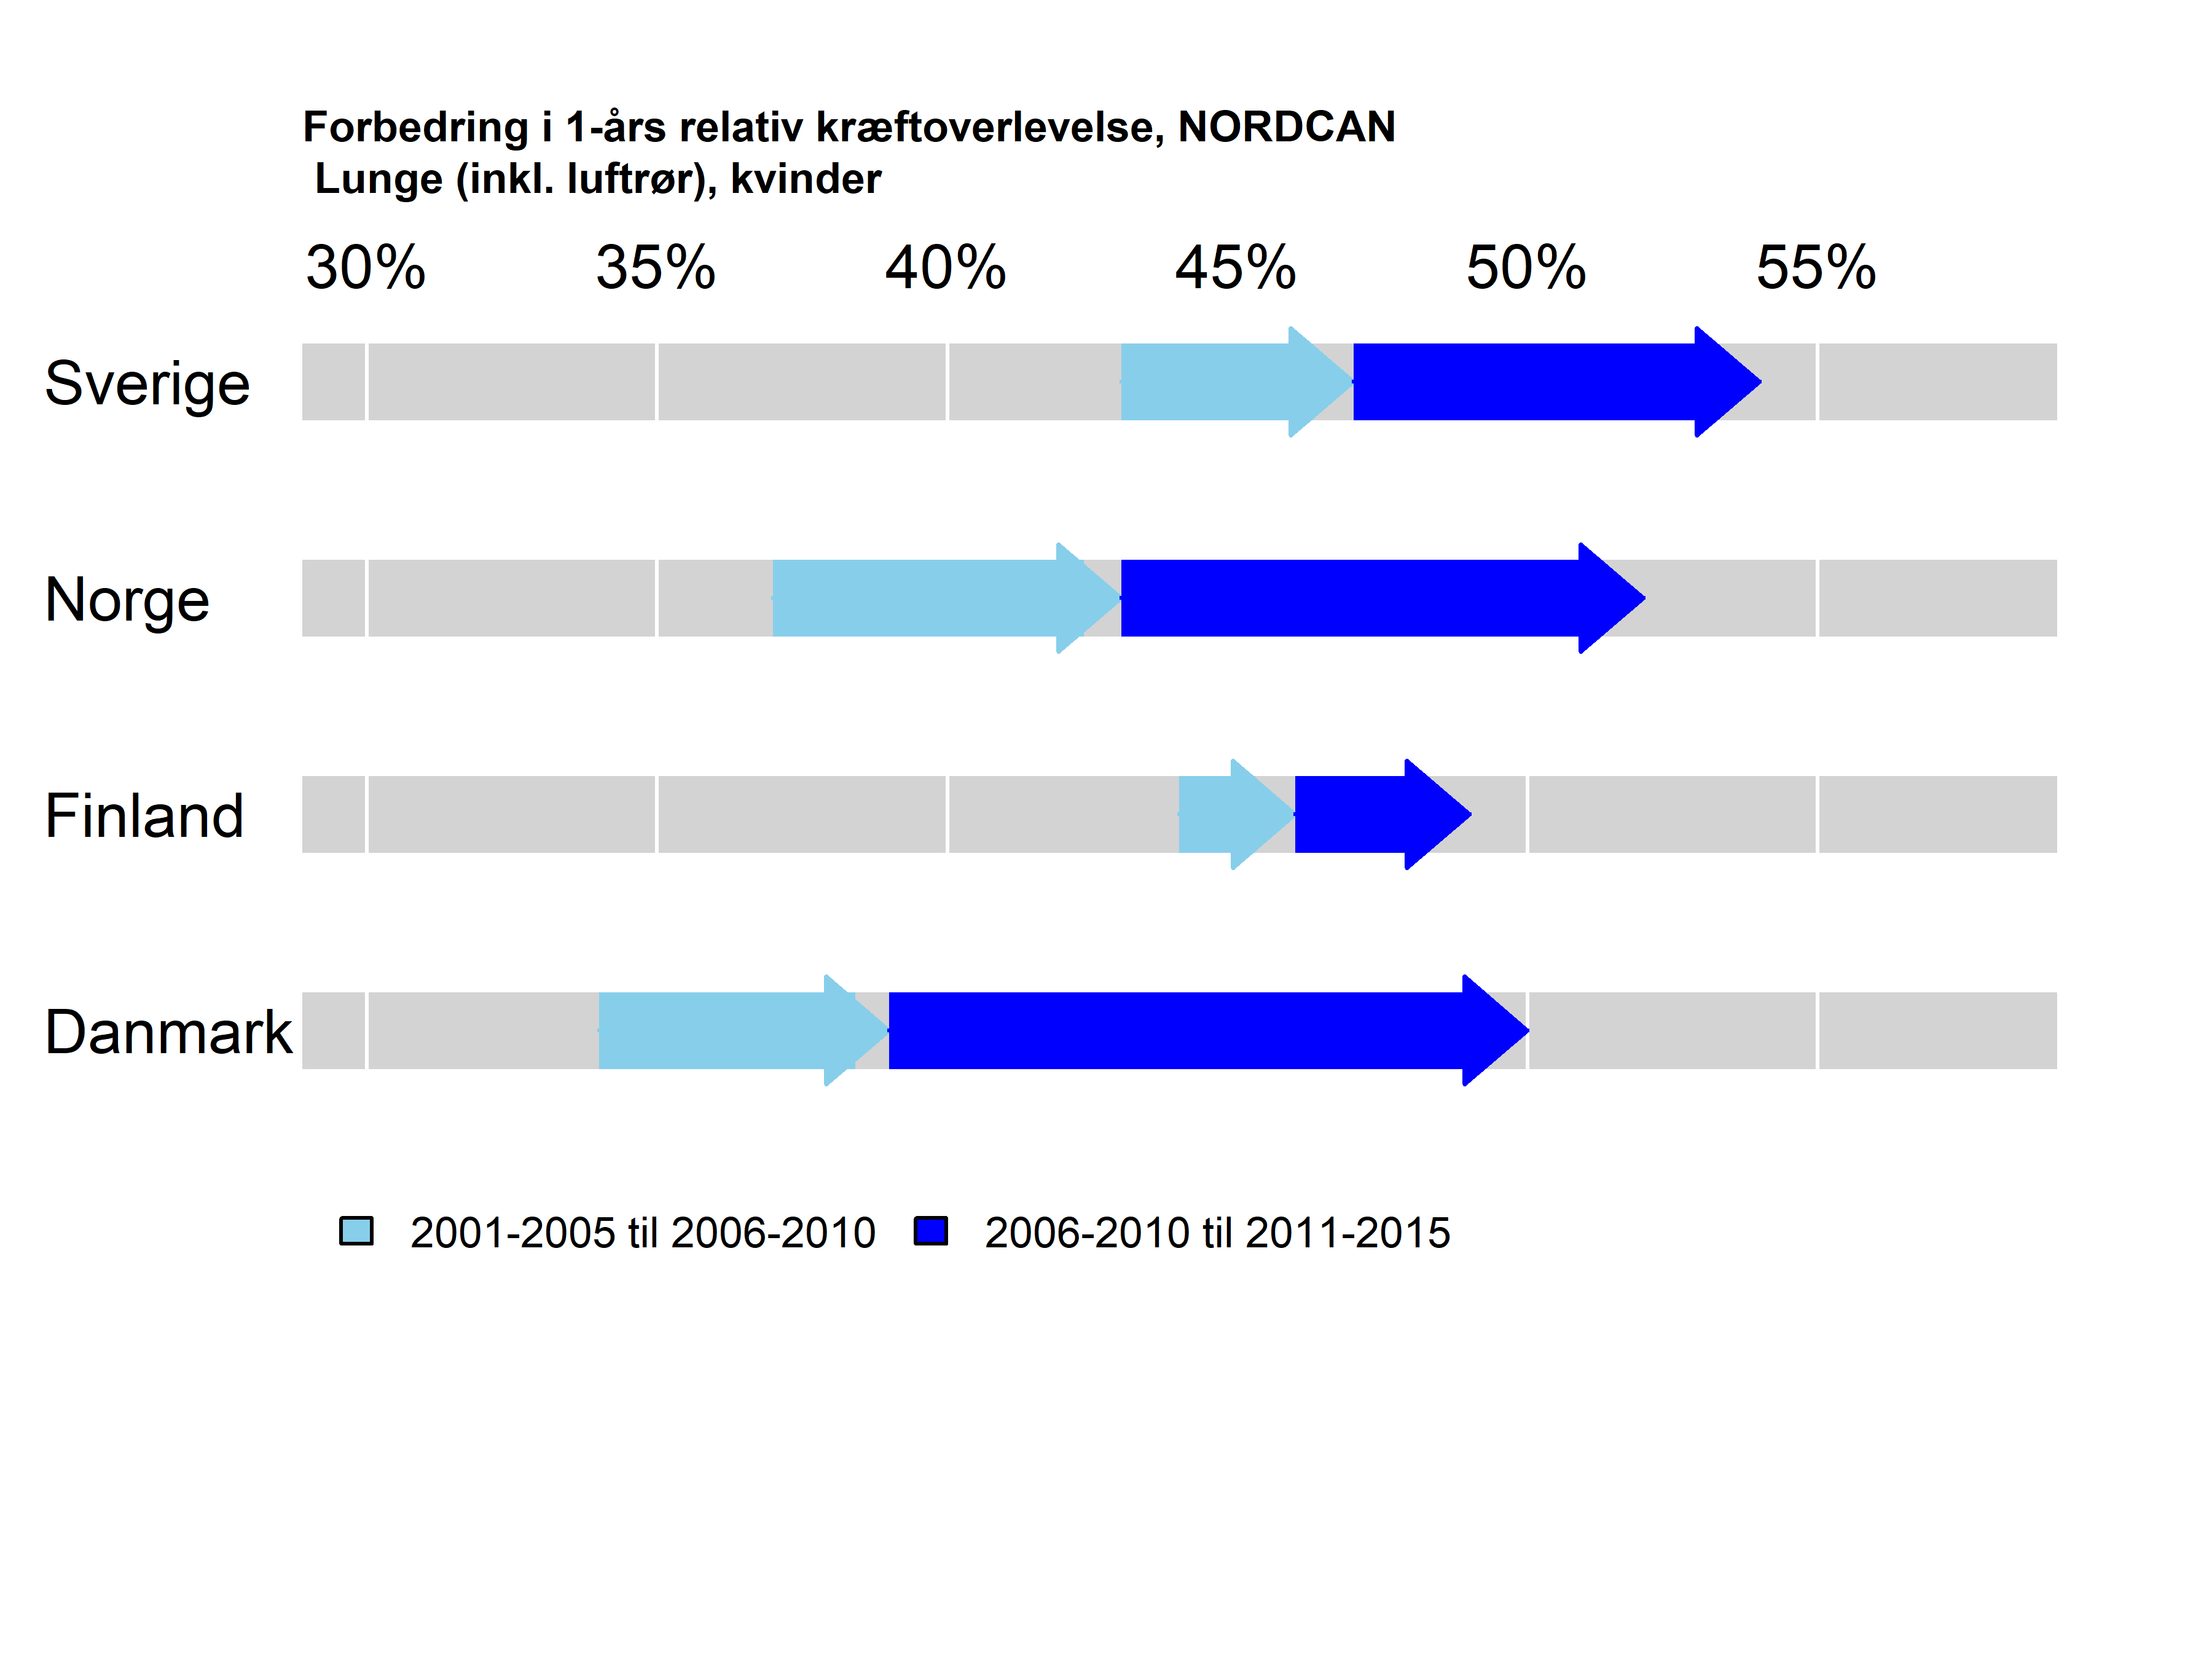 Forbedring i 1-års relativ kræftoverlevelse, NORDCAN
Lunge (inkl. luftrør), kvinder
30% 35% 40% 45% 50% 55%
Sverige
Norge
Finland
Danmark
2001-2005 til 2006-2010 2006-2010 til 2011-2015